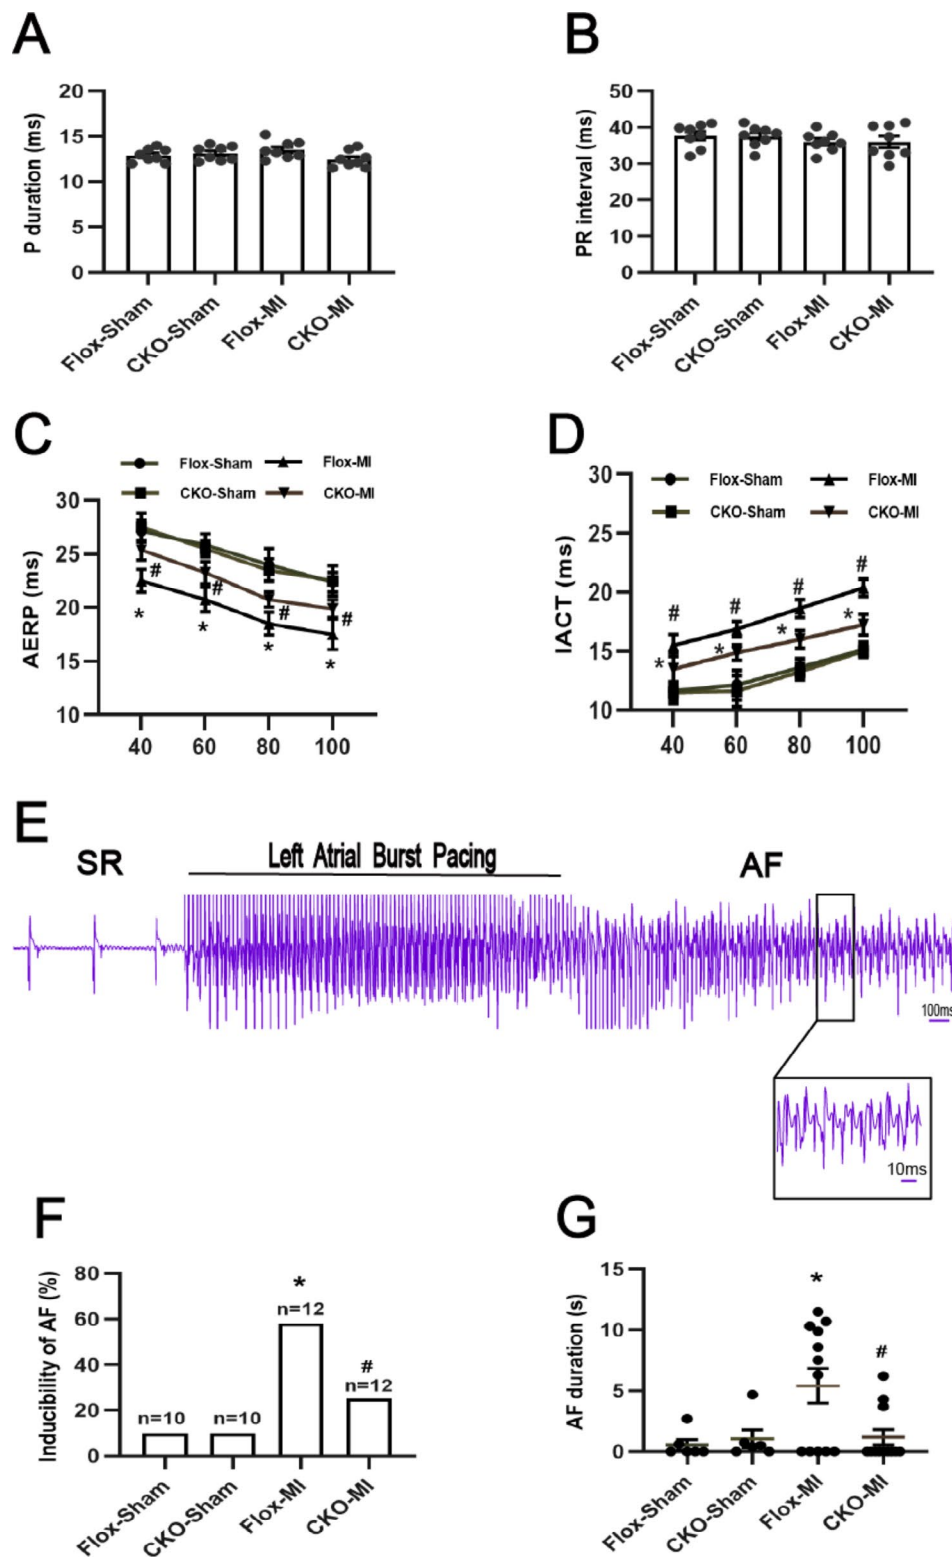 A
P duration (ms)
20
15
10
5
0
Flox-Sham
CKO-Sham
Flox-MI
CKO-MI
B
PR interval (ms)
50
40
30
20
10
0
Flox-Sham
CKO-Sham
Flox-MI
CKO-MI
C
Flox-Sham
Flox-MI
CKO-Sham
CKO-MI
AERP (ms)
30
25
20
15
10
#
#
#
#
*
*
*
*
40
60
80
100
D
Flox-Sham
Flox-MI
CKO-Sham
CKO-MI
IACT (ms)
30
25
20
15
10
#
#
#
#
*
*
*
*
40
60
80
100
E
SR
Left Atrial Burst Pacing
AF
100ms
10ms
F
Inducibility of AF (%)
80
60
40
20
0
n=10
n=10
*
n=12
#
n=12
Flox-Sham
CKO-Sham
Flox-MI
CKO-MI
G
AF duration (s)
15
10
5
0
*
#
Flox-Sham
CKO-Sham
Flox-MI
CKO-MI